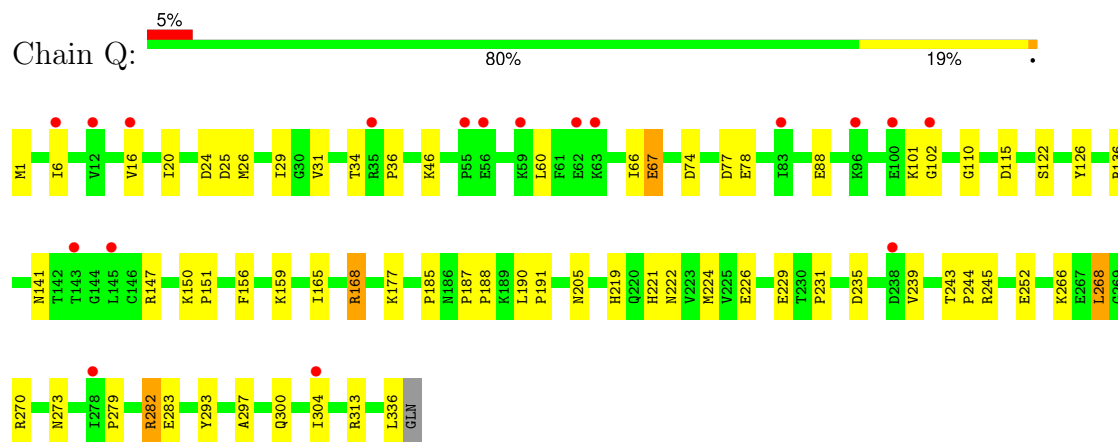 5%
Chain Q:
80% 19% •
M1 I6 V12 V16 I20 D24 D25 M26 I29 G30 V31 T34 R35 P36 K46 P55 E56 K59 L60 F61 E62 K63 I66 E67 D74 D77 E78 I83 E88 K96 E100 K101 G102 G110 D115 S122 Y126 R136
N141 T142 T143 G144 L145 C146 R147 K150 P151 F156 K159 I165 R168 K177 P185 N186 P187 P188 K189 L190 P191 N205 H219 Q220 H221 N222 V223 M224 V225 E226 E229 T230 P231 D235 D238 V239 T243 P244 R245 E252 K266 E267 L268 G269
R270 N273 I278 P279 R282 E283 Y293 A297 Q300 I304 R313 L336 GLN